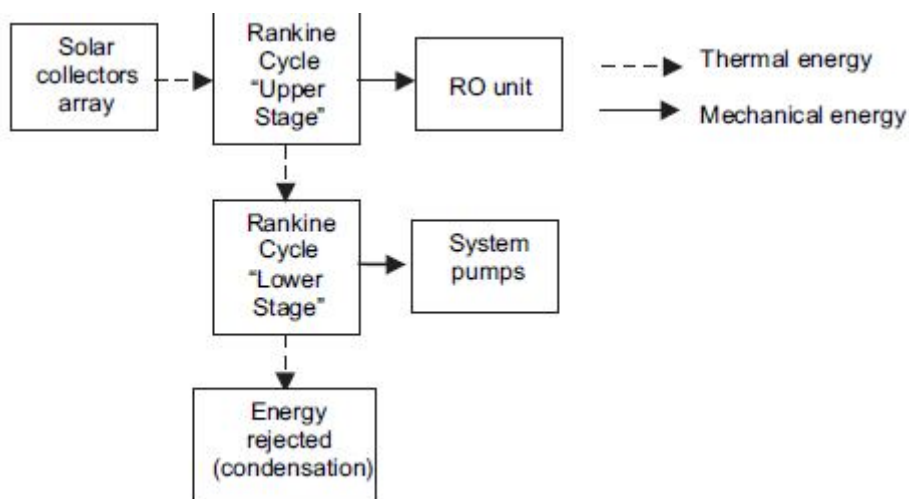 Solar
collectors
array
Rankine
Cycle
“Upper
Stage”
RO unit
Thermal energy
Mechanical energy
Rankine
Cycle
“Lower
Stage”
System
pumps
Energy
rejected
(condensation)